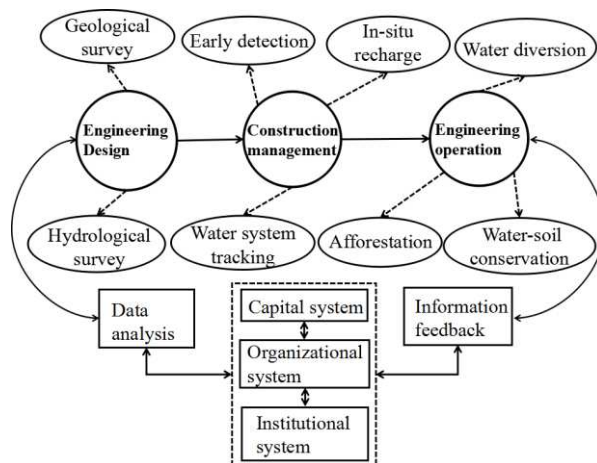 Geological
survey
Early detection
In-situ
recharge
Water diversion
Engineering
Design
Construction
management
Engineering
operation
Hydrological
survey
Water system
tracking
Afforestation
Water-soil
conservation
Data
analysis
Capital system
Organizational
system
Institutional
system
Information
feedback